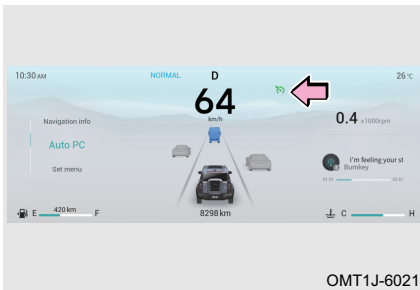 10:30 AM NORMAL D 26 °C
64
km/h
Navigation info
0.4 x1000rpm
Auto PC
I'm feeling your st
Bumkey
Set menu
420 km
E F
8298 km
C H
OMT1J-6021